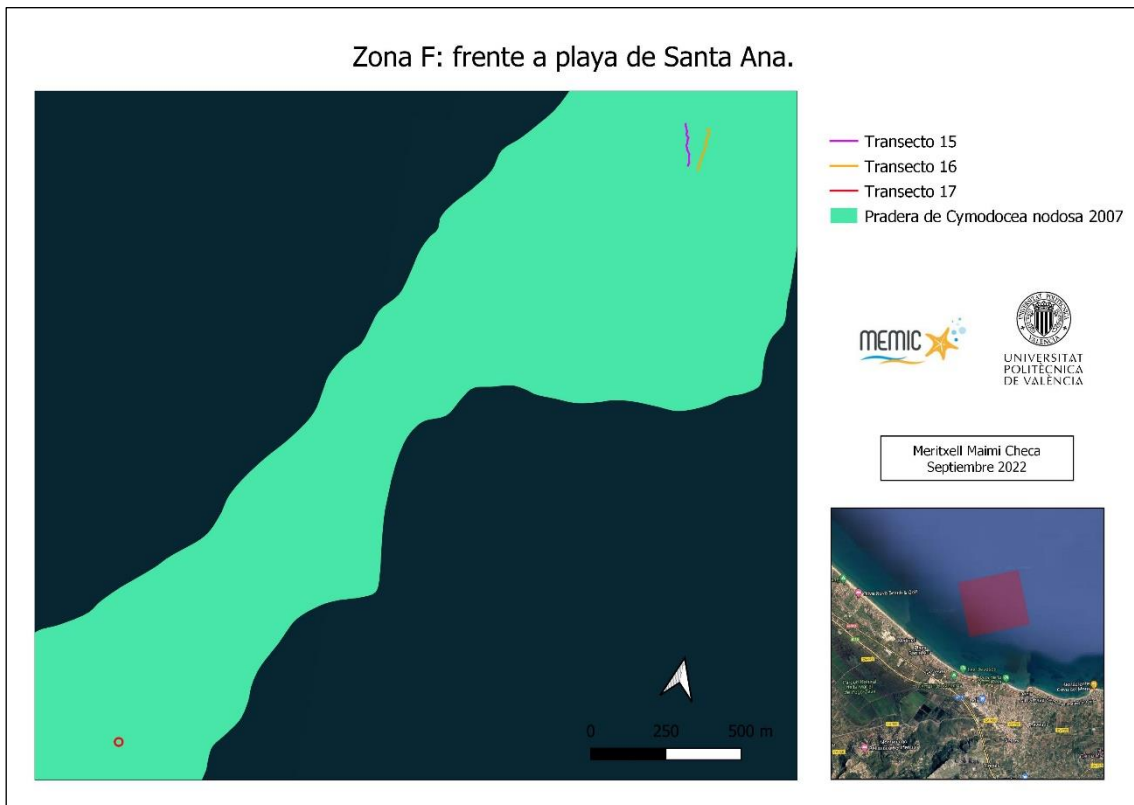 Zona F: frente a playa de Santa Ana.
Transecto 15
Transecto 16
Transecto 17
Pradera de Cymodocea nodosa 2007
MEMIC
UNIVERSITAT
POLITÈCNICA
DE VALÈNCIA
Meritxell Maimi Checa
Septiembre 2022
0 250 500 m